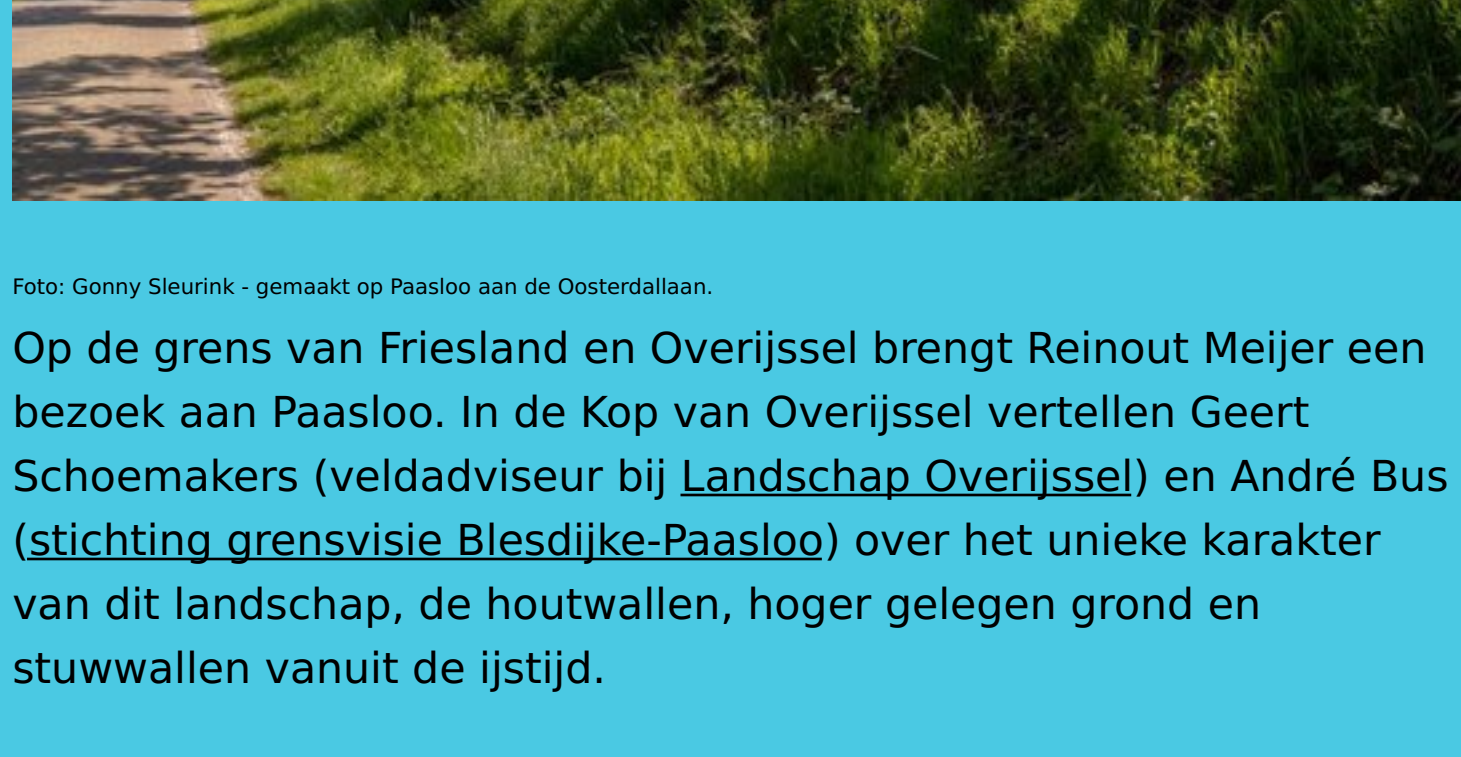 Foto: Gonny Sleurink - gemaakt op Paasloo aan de Oosterdallaan.
Op de grens van Friesland en Overijssel brengt Reinout Meijer een
bezoek aan Paasloo. In de Kop van Overijssel vertellen Geert
Schoemakers (veldadviseur bij Landschap Overijssel) en André Bus
(stichting grensvisie Blesdijke-Paasloo) over het unieke karakter
van dit landschap, de houtwallen, hoger gelegen grond en
stuwwallen vanuit de ijstijd.